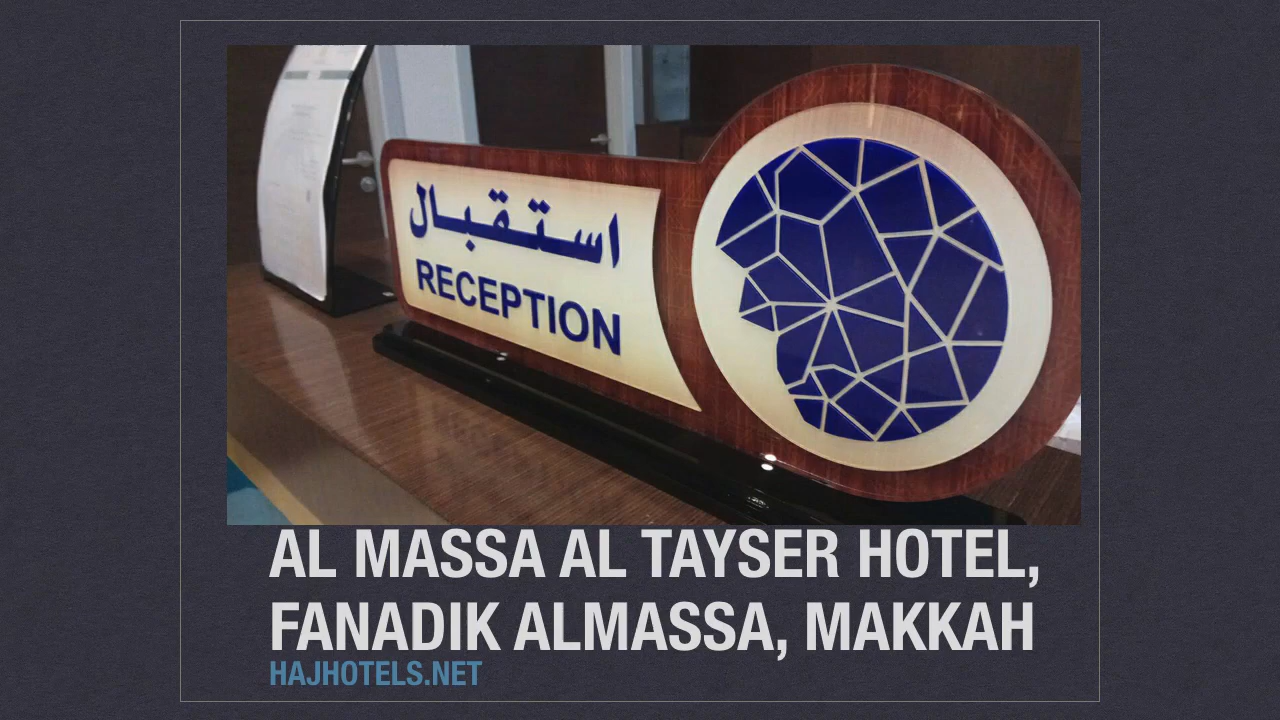 استقبال
RECEPTION
AL MASSA AL TAYSER HOTEL,
FANADIK ALMASSA, MAKKAH
HAJHOTELS.NET